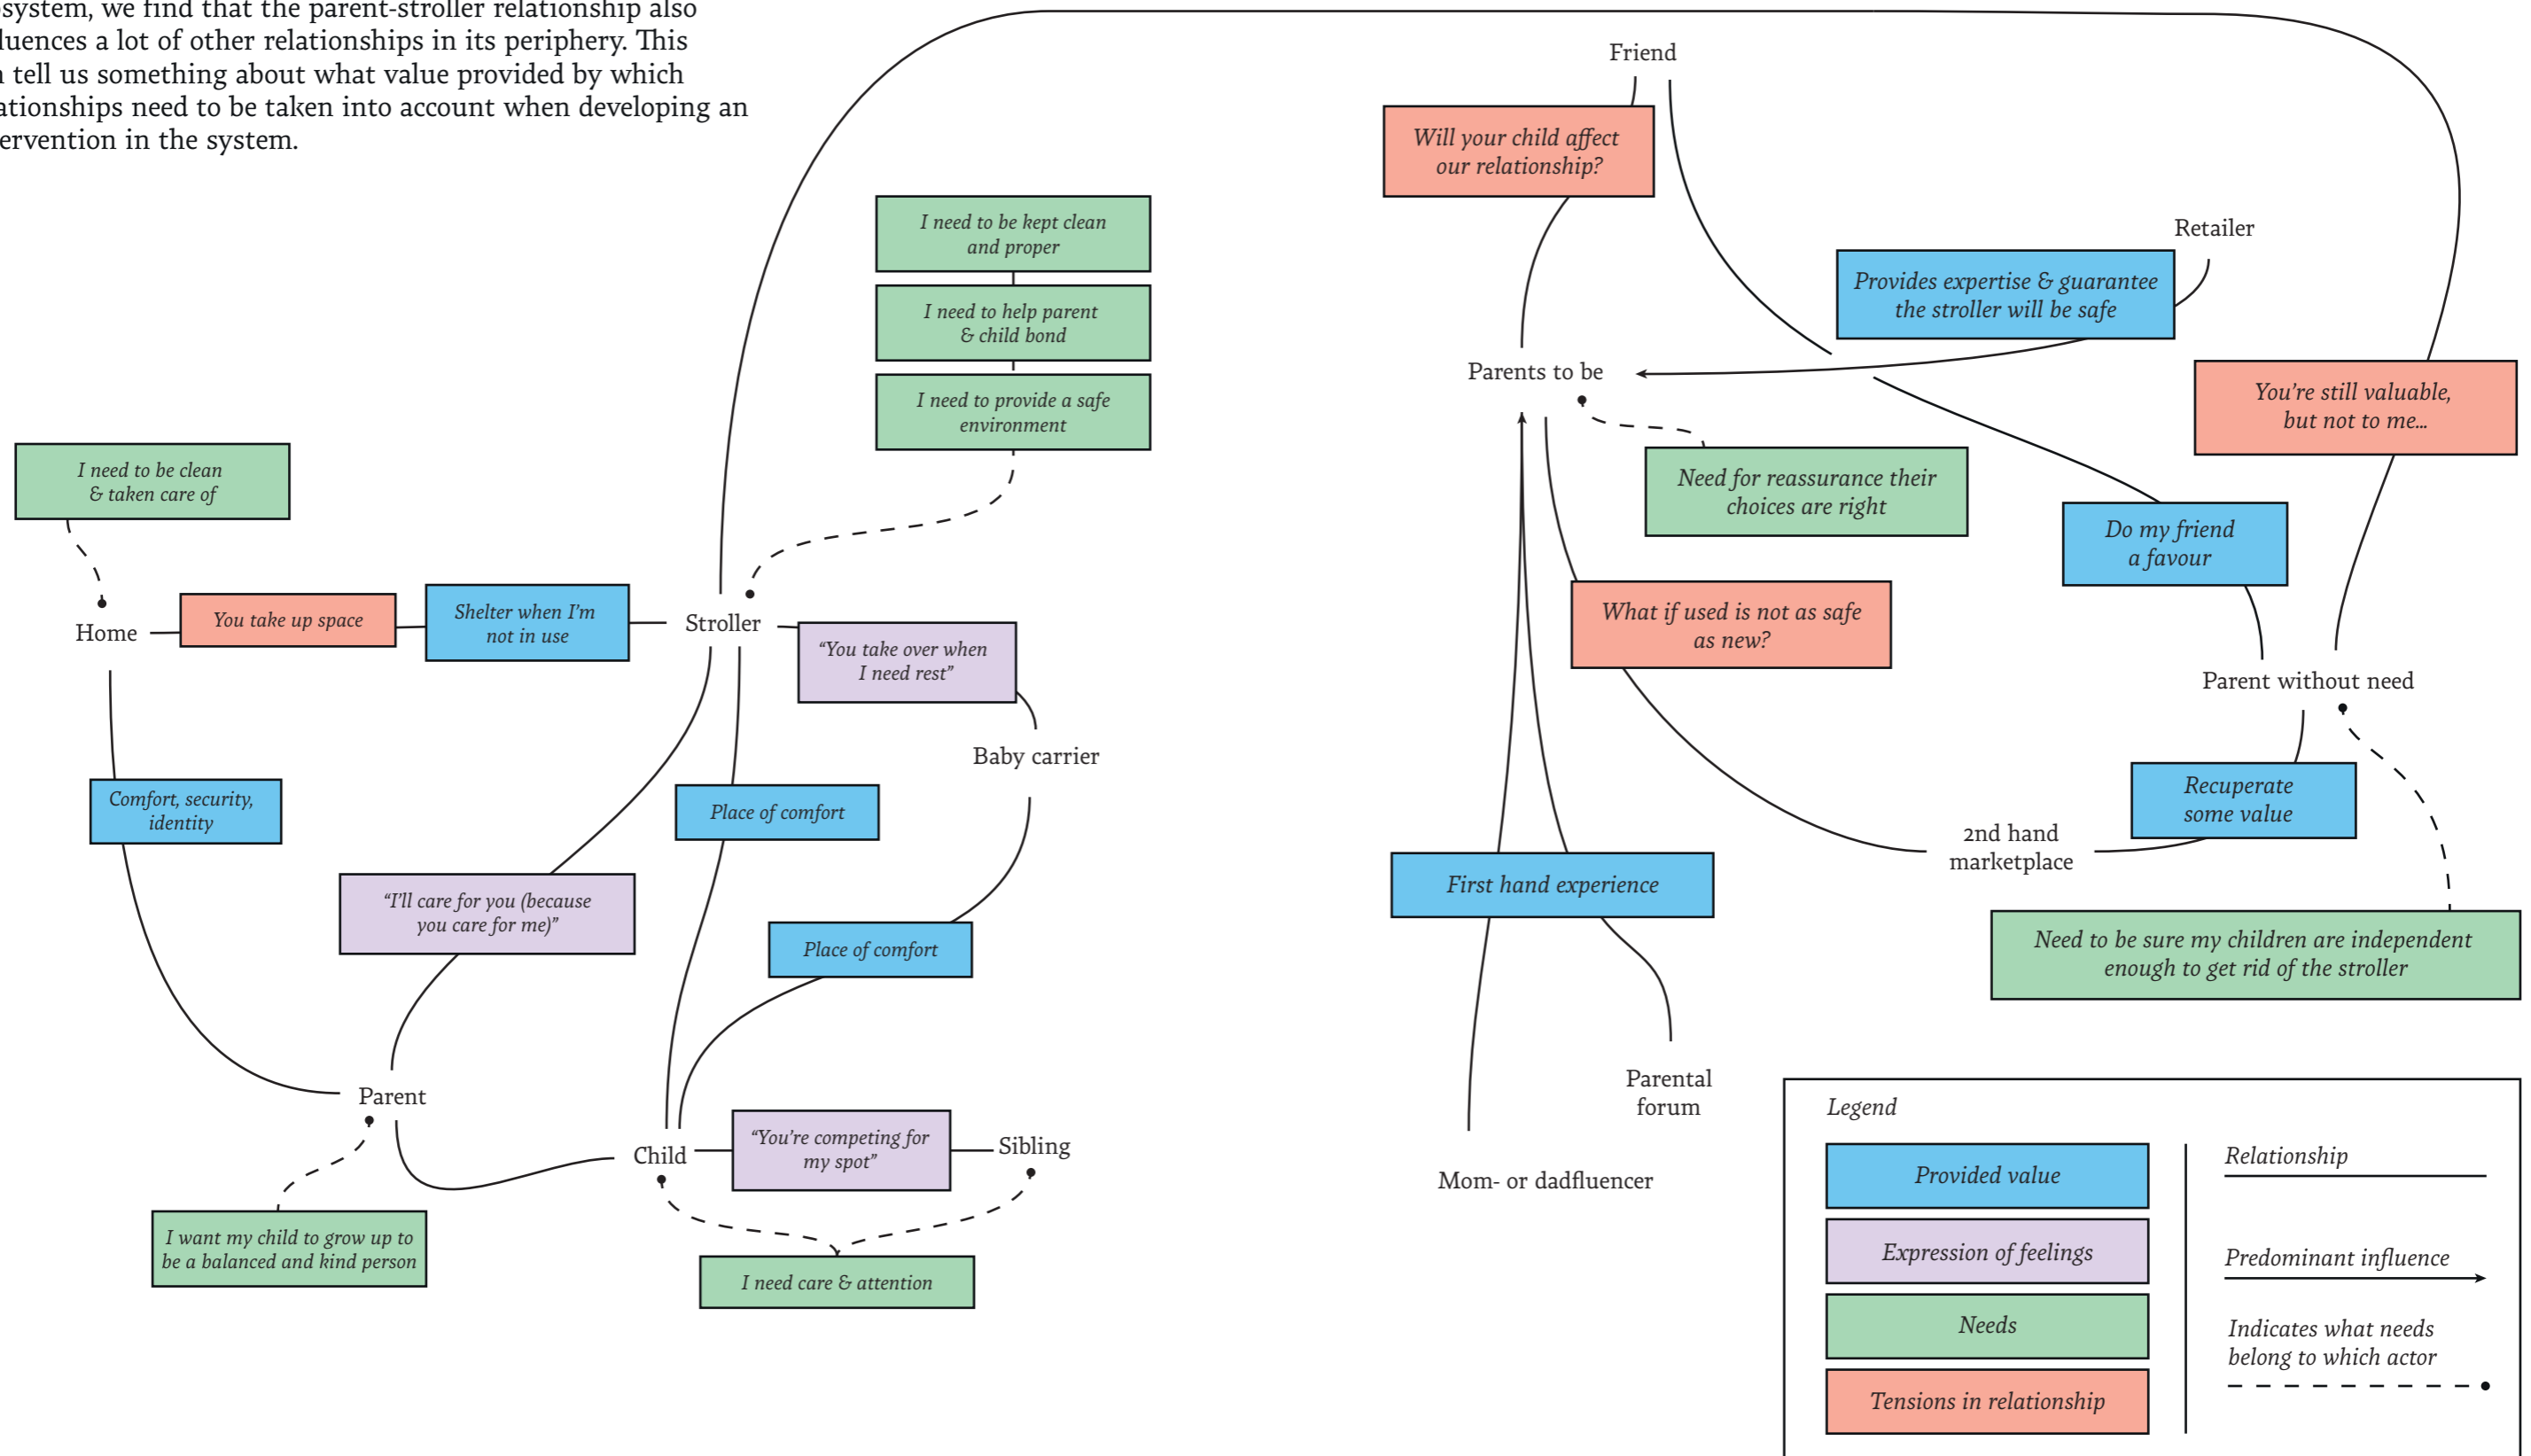 system, we find that the parent-stroller relationship also
a lot of other relationships in its periphery. This
tell us something about what value provided by which
need to be taken into account when developing an
in the system.
Friend
Will your child affect
our relationship?
Retailer
Provides expertise & guarantee
the stroller will be safe
I need to be kept clean
and proper
I need to help parent
& child bond
I need to provide a safe
environment
Parents to be
You're still valuable,
but not to me...
I need to be clean
& taken care of
Need for reassurance their
choices are right
Do my friend
a favour
Home
You take up space
Shelter when I'm
not in use
Stroller
“You take over when
I need rest”
What if used is not as safe
as new?
Parent without need
Baby carrier
Comfort, security,
identity
Place of comfort
Recuperate
some value
2nd hand
marketplace
“I'll care for you (because
you care for me)”
Place of comfort
First hand experience
Need to be sure my children are independent
enough to get rid of the stroller
Parent
Child
“You're competing for
my spot”
Sibling
Parental
forum
Mom- or dadfluencer
I want my child to grow up to
be a balanced and kind person
I need care & attention
Legend
Provided value
Expression of feelings
Needs
Tensions in relationship
Relationship
Predominant influence
Indicates what needs
belong to which actor